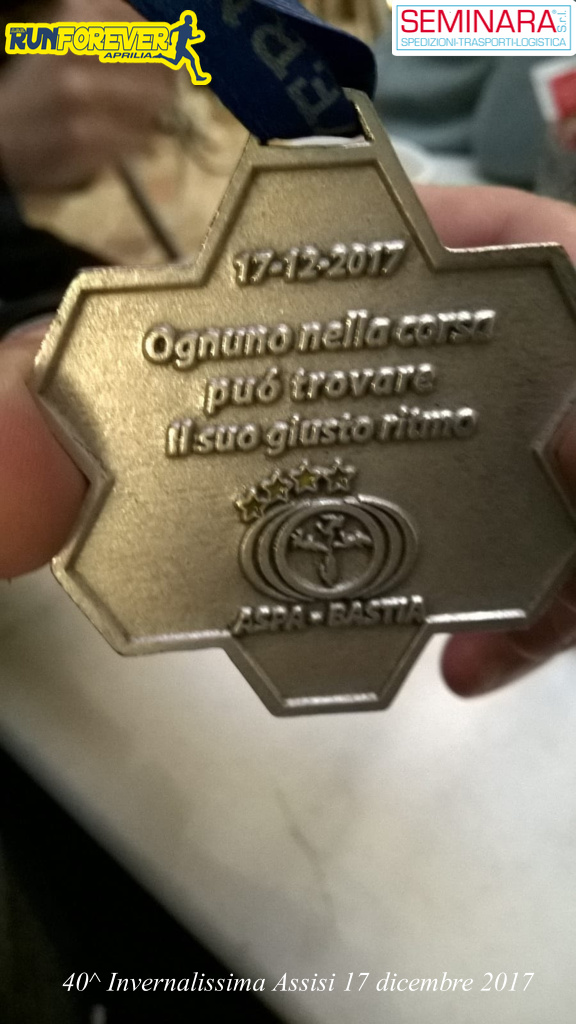 RUNFOREVER
APRILIA
SEMINARA S.r.l.
SPEDIZIONI-TRASPORTI-LOGISTICA
17-12-2017
Ognuno nella corsa
puó trovare
il suo giusto ritmo
ASPA - BASTIA
40^ Invernalissima Assisi 17 dicembre 2017